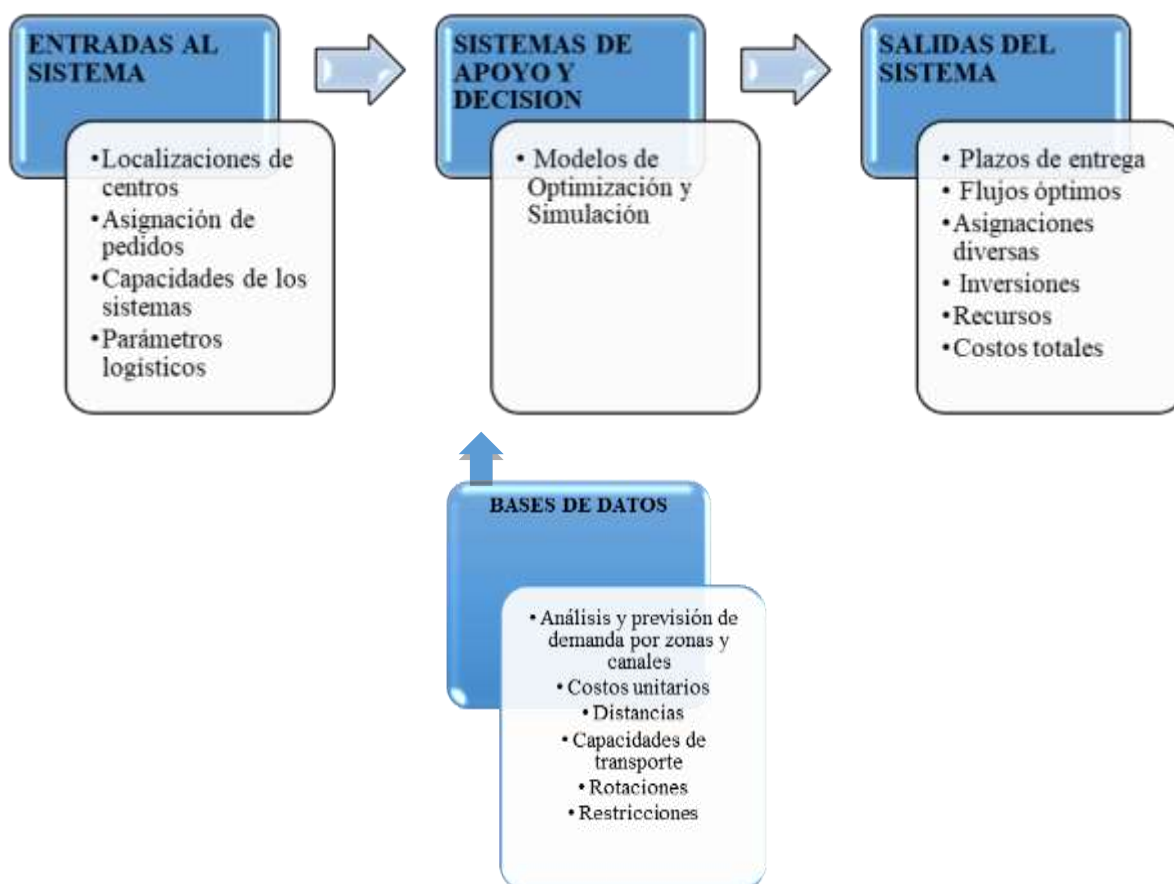 ENTRADAS AL
SISTEMA
•Localizaciones de
centros
•Asignación de
pedidos
•Capacidades de los
sistemas
•Parámetros
logísticos
SISTEMAS DE
APOYO Y
DECISION
• Modelos de
Optimización y
Simulación
SALIDAS DEL
SISTEMA
• Plazos de entrega
• Flujos óptimos
•Asignaciones
diversas
• Inversiones
•Recursos
•Costos totales
BASES DE DATOS
•Análisis y previsión de
demanda por zonas y
canales
•Costos unitarios
•Distancias
•Capacidades de
transporte
•Rotaciones
•Restricciones